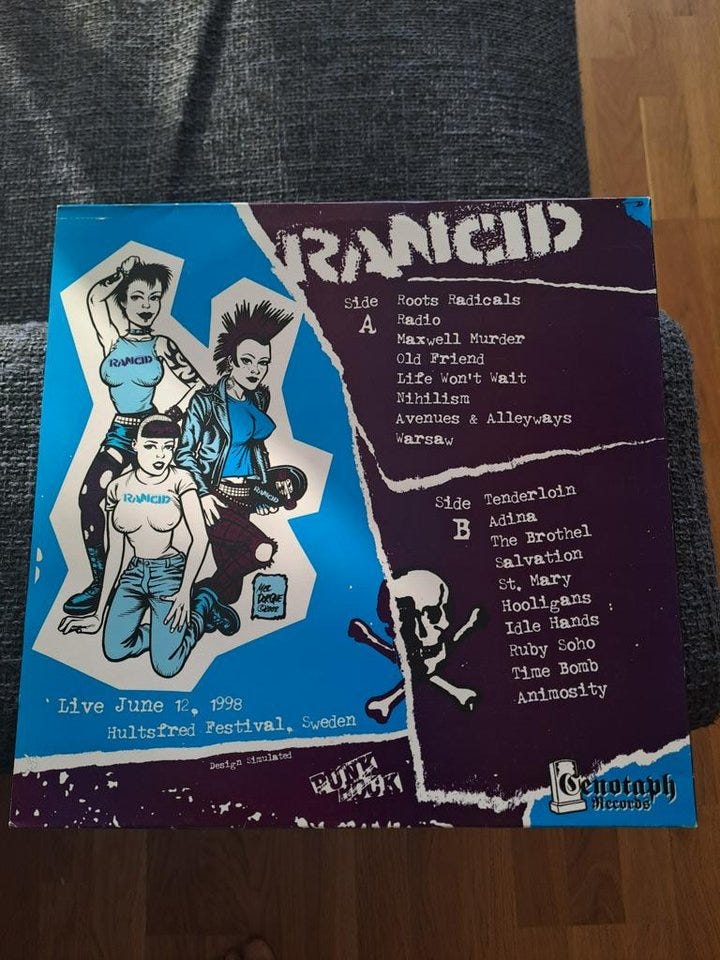 RANCID
Side
A
Roots Radicals
Radio
Maxwell Murder
Old Friend
Life Won't Wait
Nihilism
Avenues & Alleyways
Warsaw
Side
B
Tenderloin
Adina
The Brothel
Salvation
St. Mary
Hooligans
Idle Hands
Ruby Soho
Time Bomb
Animosity
RANCID
RANCID
RANCID
Live June 12, 1998
Hultsfred Festival, Sweden
Design Simulated
PUNK
ROCK
Cenotaph
Records